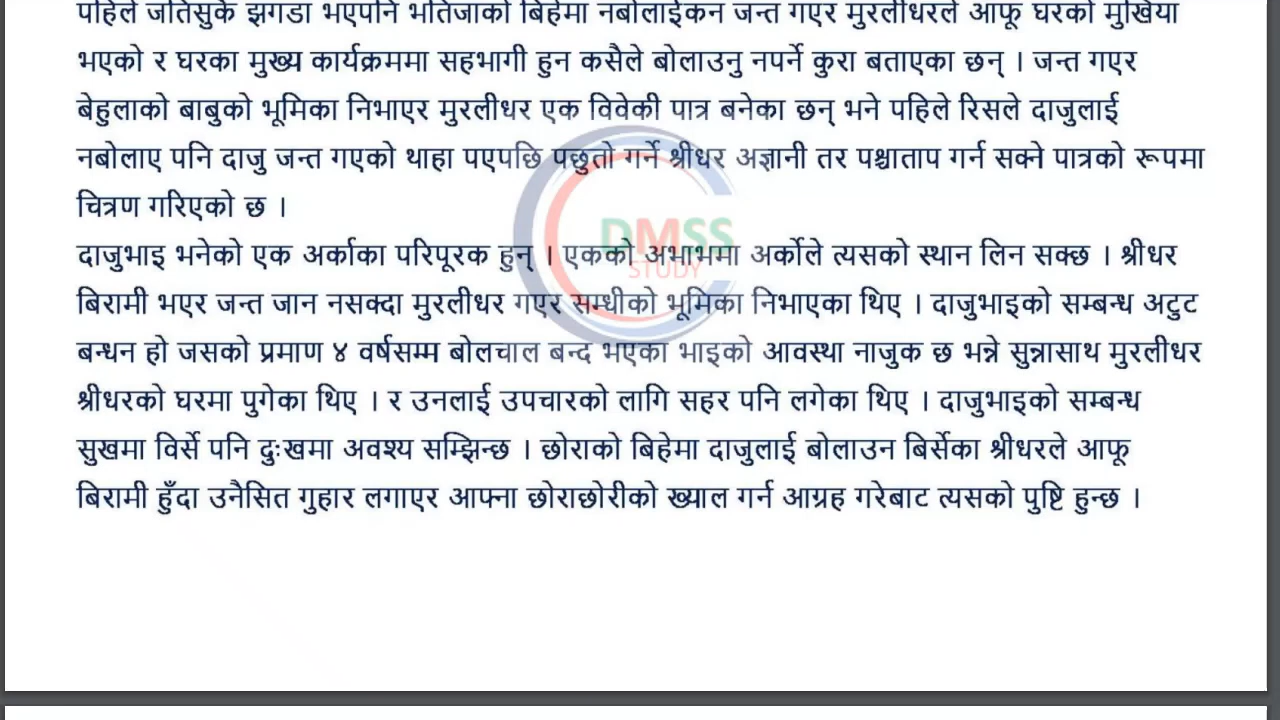 पहिले जतिसुकै झगडा भएपनि भतिजाको बिहेमा नबोलाईकन जन्त गएर मुरलीधरले आफू घरको मुखिया
भएको र घरका मुख्य कार्यक्रममा सहभागी हुन कसैले बोलाउनु नपर्ने कुरा बताएका छन् । जन्त गएर
बेहुलाको बाबुको भूमिका निभाएर मुरलीधर एक विवेकी पात्र बनेका छन् भने पहिले रिसले दाजुलाई
नबोलाए पनि दाजु जन्त गएको थाहा पएपछि पछुतो गर्ने श्रीधर अज्ञानी तर पश्चाताप गर्न सक्ने पात्रको रूपमा
चित्रण गरिएको छ ।
DMSS
STUDY
दाजुभाइ भनेको एक अर्काका परिपूरक हुन् । एकको अभाभमा अर्कोले त्यसको स्थान लिन सक्छ । श्रीधर
बिरामी भएर जन्त जान नसक्दा मुरलीधर गएर सम्धीको भूमिका निभाएका थिए । दाजुभाइको सम्बन्ध अटुट
बन्धन हो जसको प्रमाण ४ वर्षसम्म बोलचाल बन्द भएका भाइको आवस्था नाजुक छ भन्ने सुन्नासाथ मुरलीधर
श्रीधरको घरमा पुगेका थिए । र उनलाई उपचारको लागि सहर पनि लगेका थिए । दाजुभाइको सम्बन्ध
सुखमा विर्से पनि दुःखमा अवश्य सम्झिन्छ । छोराको बिहेमा दाजुलाई बोलाउन बिर्सेका श्रीधरले आफू
बिरामी हुँदा उनैसित गुहार लगाएर आफ्ना छोराछोरीको ख्याल गर्न आग्रह गरेबाट त्यसको पुष्टि हुन्छ ।